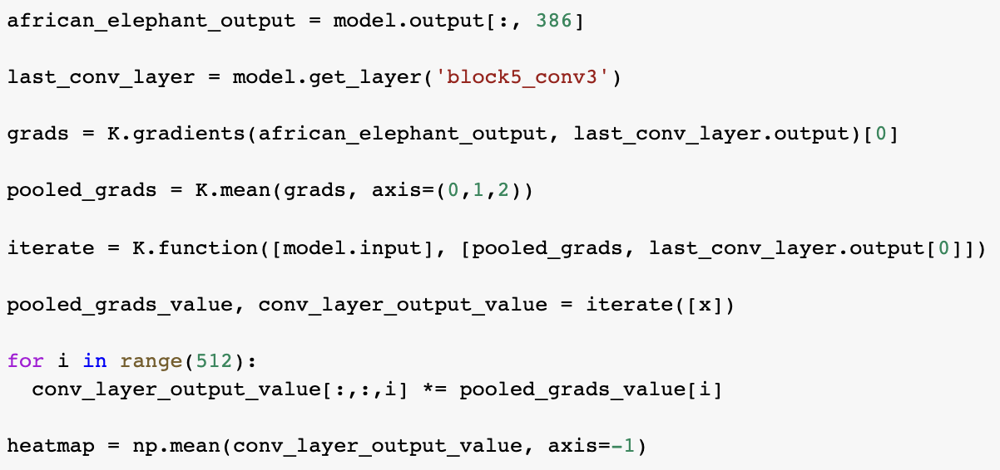 african_elephant_output = model.output[:, 386]
last_conv_layer = model.get_layer('block5_conv3')
grads = K.gradients(african_elephant_output, last_conv_layer.output)[0]
pooled_grads = K.mean(grads, axis=(0,1,2))
iterate = K.function([model.input], [pooled_grads, last_conv_layer.output[0]])
pooled_grads_value, conv_layer_output_value = iterate([x])
for i in range(512):
  conv_layer_output_value[:,:,i] *= pooled_grads_value[i]
heatmap = np.mean(conv_layer_output_value, axis=-1)